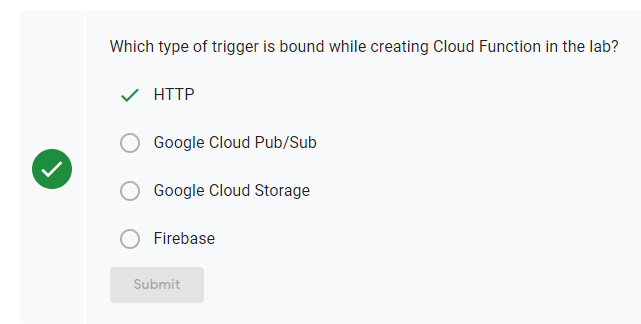 Which type of trigger is bound while creating Cloud Function in the lab?
HTTP
Google Cloud Pub/Sub
Google Cloud Storage
Firebase
Submit